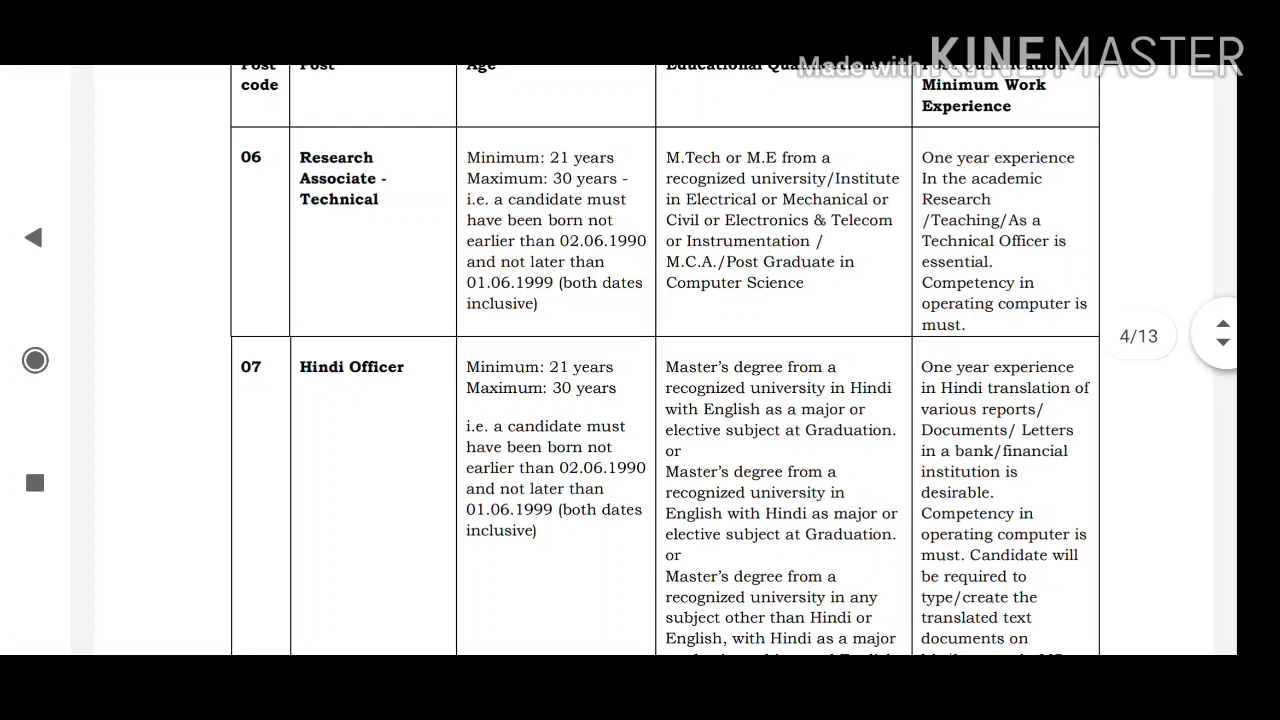 Made with KINEMASTER
Post code
Post
Age
Educational
Minimum Work
Experience
06
Research
Associate -
Technical
Minimum: 21 years
Maximum: 30 years -
i.e. a candidate must
have been born not
earlier than 02.06.1990
and not later than
01.06.1999 (both dates
inclusive)
M.Tech or M.E from a
recognized university/Institute
in Electrical or Mechanical or
Civil or Electronics & Telecom
or Instrumentation /
M.C.A./Post Graduate in
Computer Science
One year experience
In the academic
Research
/Teaching/As a
Technical Officer is
essential.
Competency in
operating computer is
must.
4/13
07
Hindi Officer
Minimum: 21 years
Maximum: 30 years
i.e. a candidate must
have been born not
earlier than 02.06.1990
and not later than
01.06.1999 (both dates
inclusive)
Master's degree from a
recognized university in Hindi
with English as a major or
elective subject at Graduation.
or
Master's degree from a
recognized university in
English with Hindi as major or
elective subject at Graduation.
or
Master's degree from a
recognized university in any
subject other than Hindi or
English, with Hindi as a major
One year experience
in Hindi translation of
various reports/
Documents/ Letters
in a bank/financial
institution is
desirable.
Competency in
operating computer is
must. Candidate will
be required to
type/create the
translated text
documents on